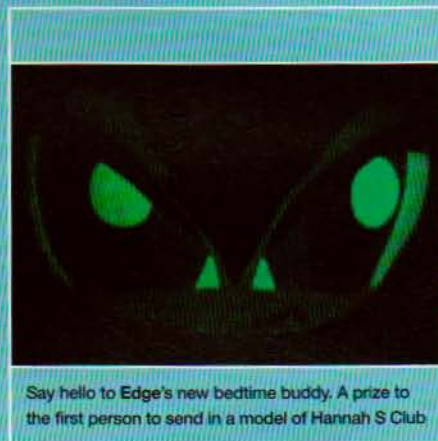 Say hello to Edge's new bedtime buddy. A prize to
the first person to send in a model of Hannah S Club